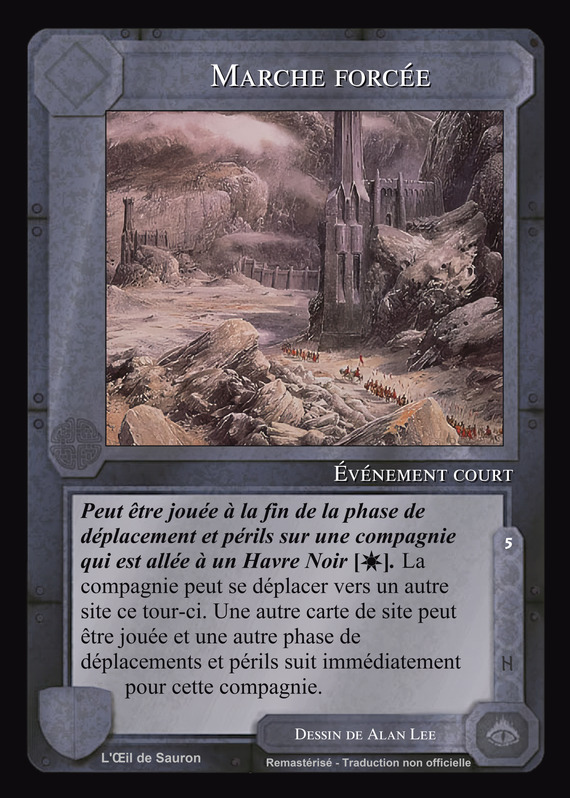 Marche forcée
Événement court
Peut être jouée à la fin de la phase de
déplacement et périls sur une compagnie
qui est allée à un Havre Noir [☀]. La
compagnie peut se déplacer vers un autre
site ce tour-ci. Une autre carte de site peut
être jouée et une autre phase de
déplacements et périls suit immédiatement
pour cette compagnie.
5
Dessin de Alan Lee
L'Œil de Sauron
Remastérisé - Traduction non officielle